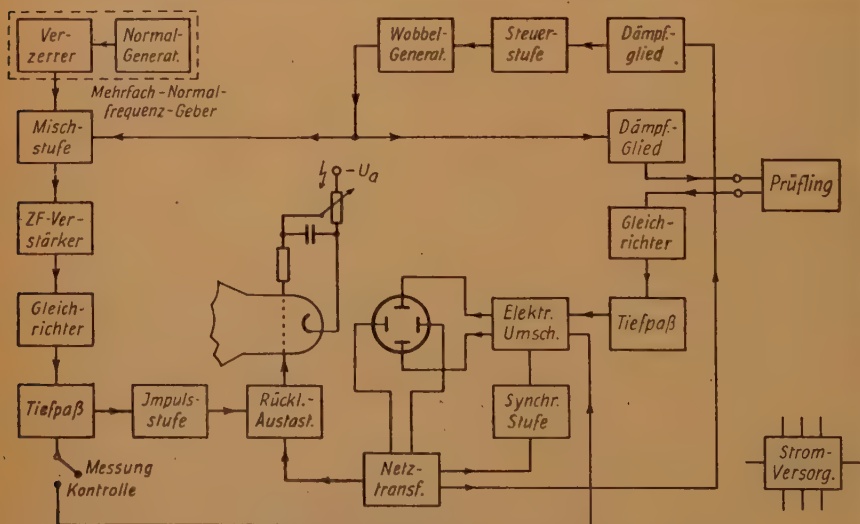 Ver-
zerrer
Normal-
Generat.
Mehrfach-Normal-
frequenz-Geber
Wobbel-
Generat.
Steuer-
stufe
Dämpf.-
glied
Misch-
stufe
Dämpf.-
Glied
Prüfling
-Ua
ZF-Ver-
stärker
Gleich-
richter
Gleich-
richter
Elektr.
Umsch.
Tiefpaß
Tiefpaß
Impuls-
stufe
Rückl.-
Austast.
Synchr.
Stufe
Messung
Kontrolle
Netz-
transf.
Strom-
Versorg.